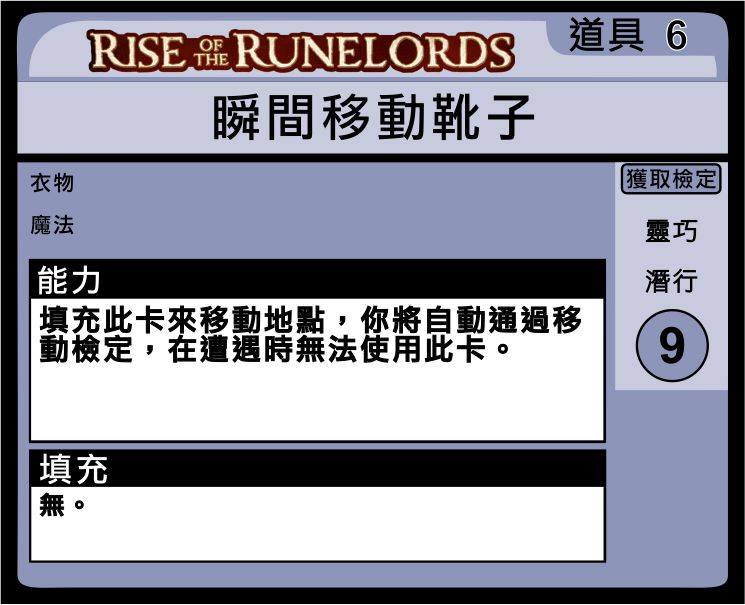 RISE OF THE RUNELORDS
道具 6
瞬間移動靴子
衣物
魔法
獲取檢定
靈巧
潛行
9
能力
填充此卡來移動地點，你將自動通過移
動檢定，在遭遇時無法使用此卡。
填充
無。